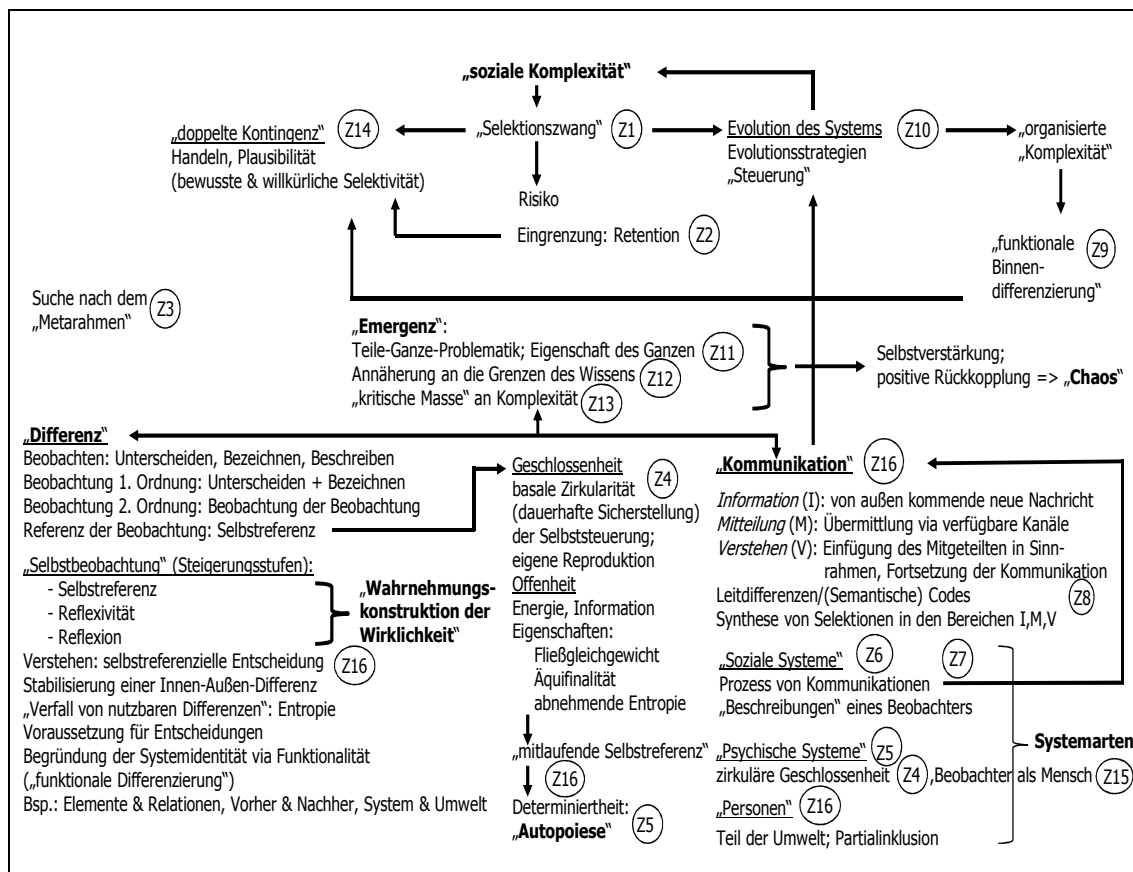 „soziale Komplexität“
„doppelte Kontingenz“ Z14
Handeln, Plausibilität
(bewusste & willkürliche Selektivität)
„Selektionszwang“ Z1
Evolution des Systems Z10
Evolutionsstrategien
„Steuerung“
„organisierte
„Komplexität“
Risiko
Eingrenzung: Retention Z2
„funktionale Z9
Binnen-
differenzierung“
Suche nach dem Z3
„Metarahmen“
„Emergenz“:
Teile-Ganze-Problematik; Eigenschaft des Ganzen Z11
Annäherung an die Grenzen des Wissens Z12
„kritische Masse“ an Komplexität Z13
Selbstverstärkung;
positive Rückkopplung => „Chaos“
„Differenz“
Beobachten: Unterscheiden, Bezeichnen, Beschreiben
Beobachtung 1. Ordnung: Unterscheiden + Bezeichnen
Beobachtung 2. Ordnung: Beobachtung der Beobachtung
Referenz der Beobachtung: Selbstreferenz
„Selbstbeobachtung“ (Steigerungsstufen):
- Selbstreferenz
- Reflexivität
- Reflexion
„Wahrnehmungs-
konstruktion der
Wirklichkeit“
Verstehen: selbstreferenzielle Entscheidung Z16
Stabilisierung einer Innen-Außen-Differenz
„Verfall von nutzbaren Differenzen“: Entropie
Voraussetzung für Entscheidungen
Begründung der Systemidentität via Funktionalität
(„funktionale Differenzierung“)
Bsp.: Elemente & Relationen, Vorher & Nachher, System & Umwelt
Geschlossenheit
basale Zirkularität Z4
(dauerhafte Sicherstellung)
der Selbststeuerung;
eigene Reproduktion
Offenheit
Energie, Information
Eigenschaften:
Fließgleichgewicht
Äquifinalität
abnehmende Entropie
„mitlaufende Selbstreferenz“
Z16
Determiniertheit:
„Autopoiese“ Z5
„Kommunikation“ Z16
Information (I): von außen kommende neue Nachricht
Mitteilung (M): Übermittlung via verfügbare Kanäle
Verstehen (V): Einfügung des Mitgeteilten in Sinn-
rahmen, Fortsetzung der Kommunikation
Leitdifferenzen/(Semantische) Codes Z8
Synthese von Selektionen in den Bereichen I,M,V
„Soziale Systeme“ Z6 Z7
Prozess von Kommunikationen
„Beschreibungen“ eines Beobachters
„Psychische Systeme“ Z5
zirkuläre Geschlossenheit Z4 ,Beobachter als Mensch Z15
„Personen“ Z16
Teil der Umwelt; Partialinklusion
Systemarten